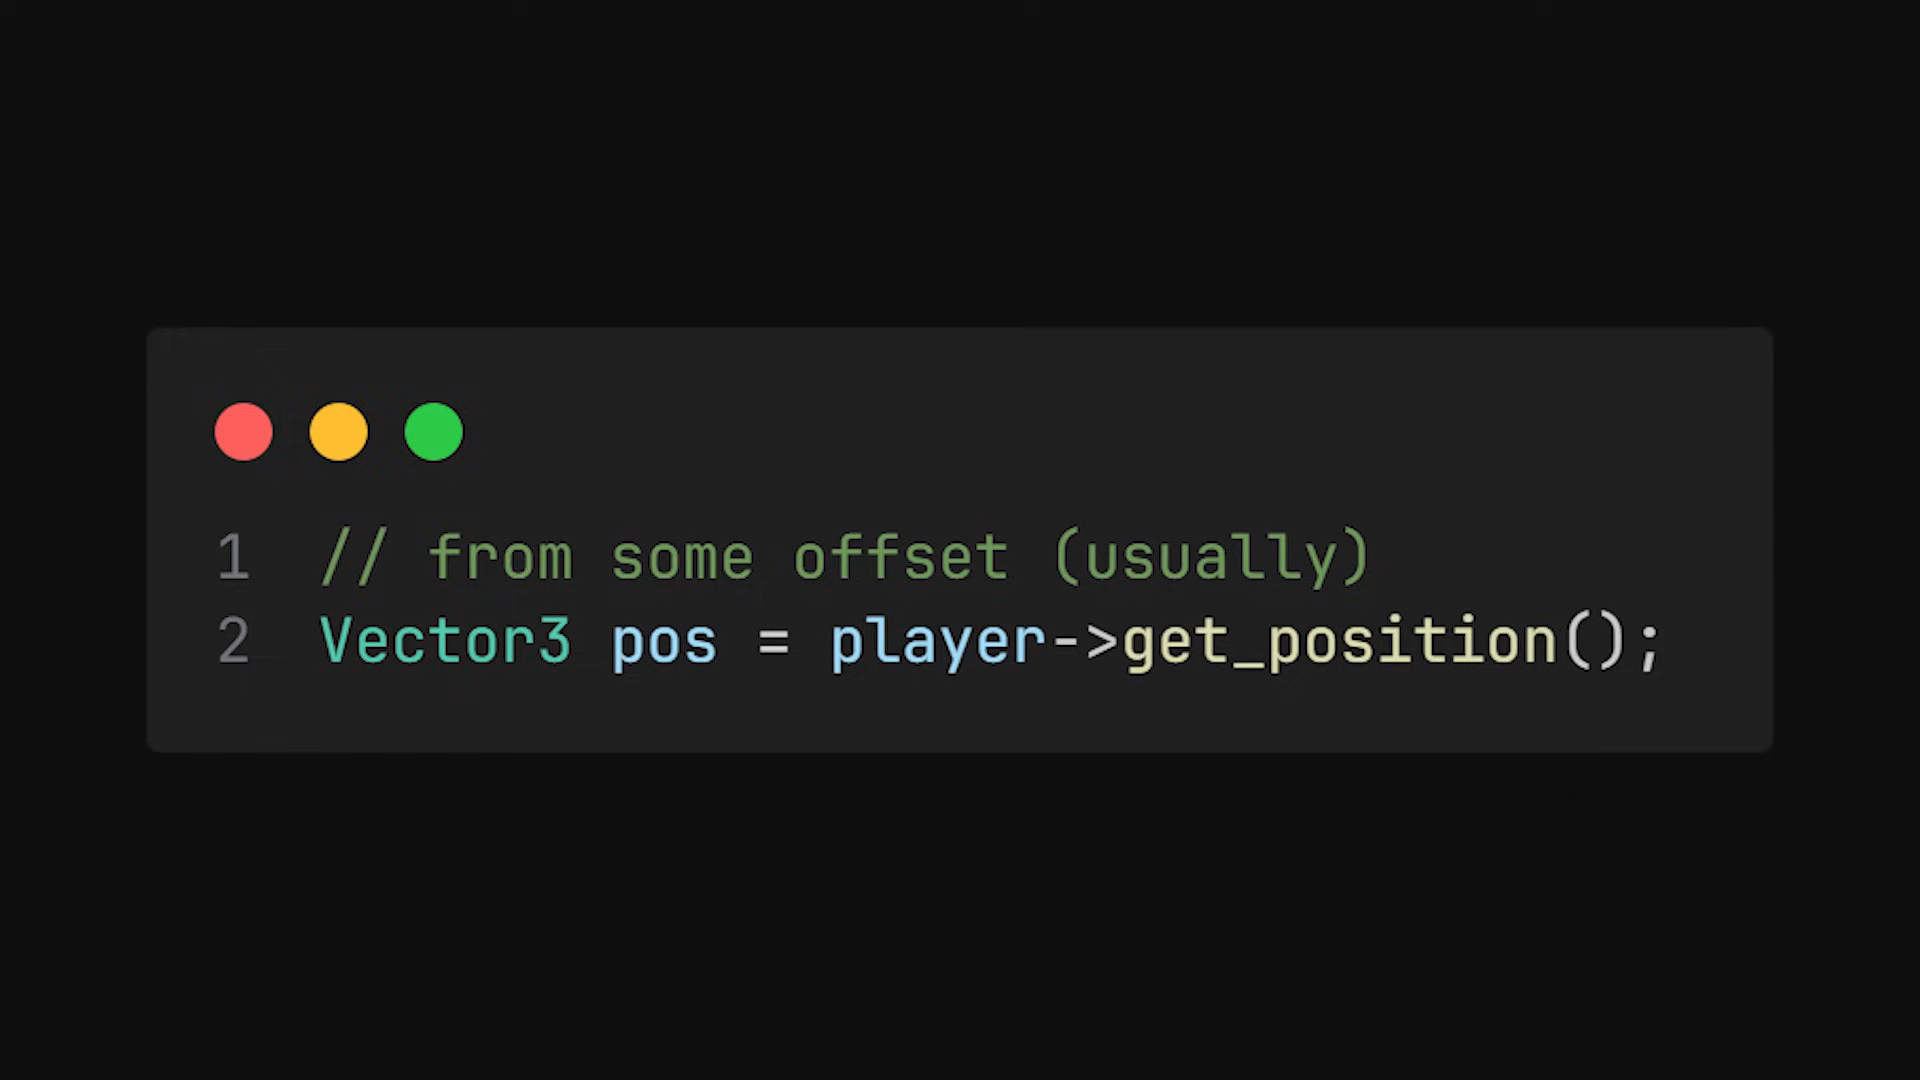 1 // from some offset (usually)
2 Vector3 pos = player->get_position();